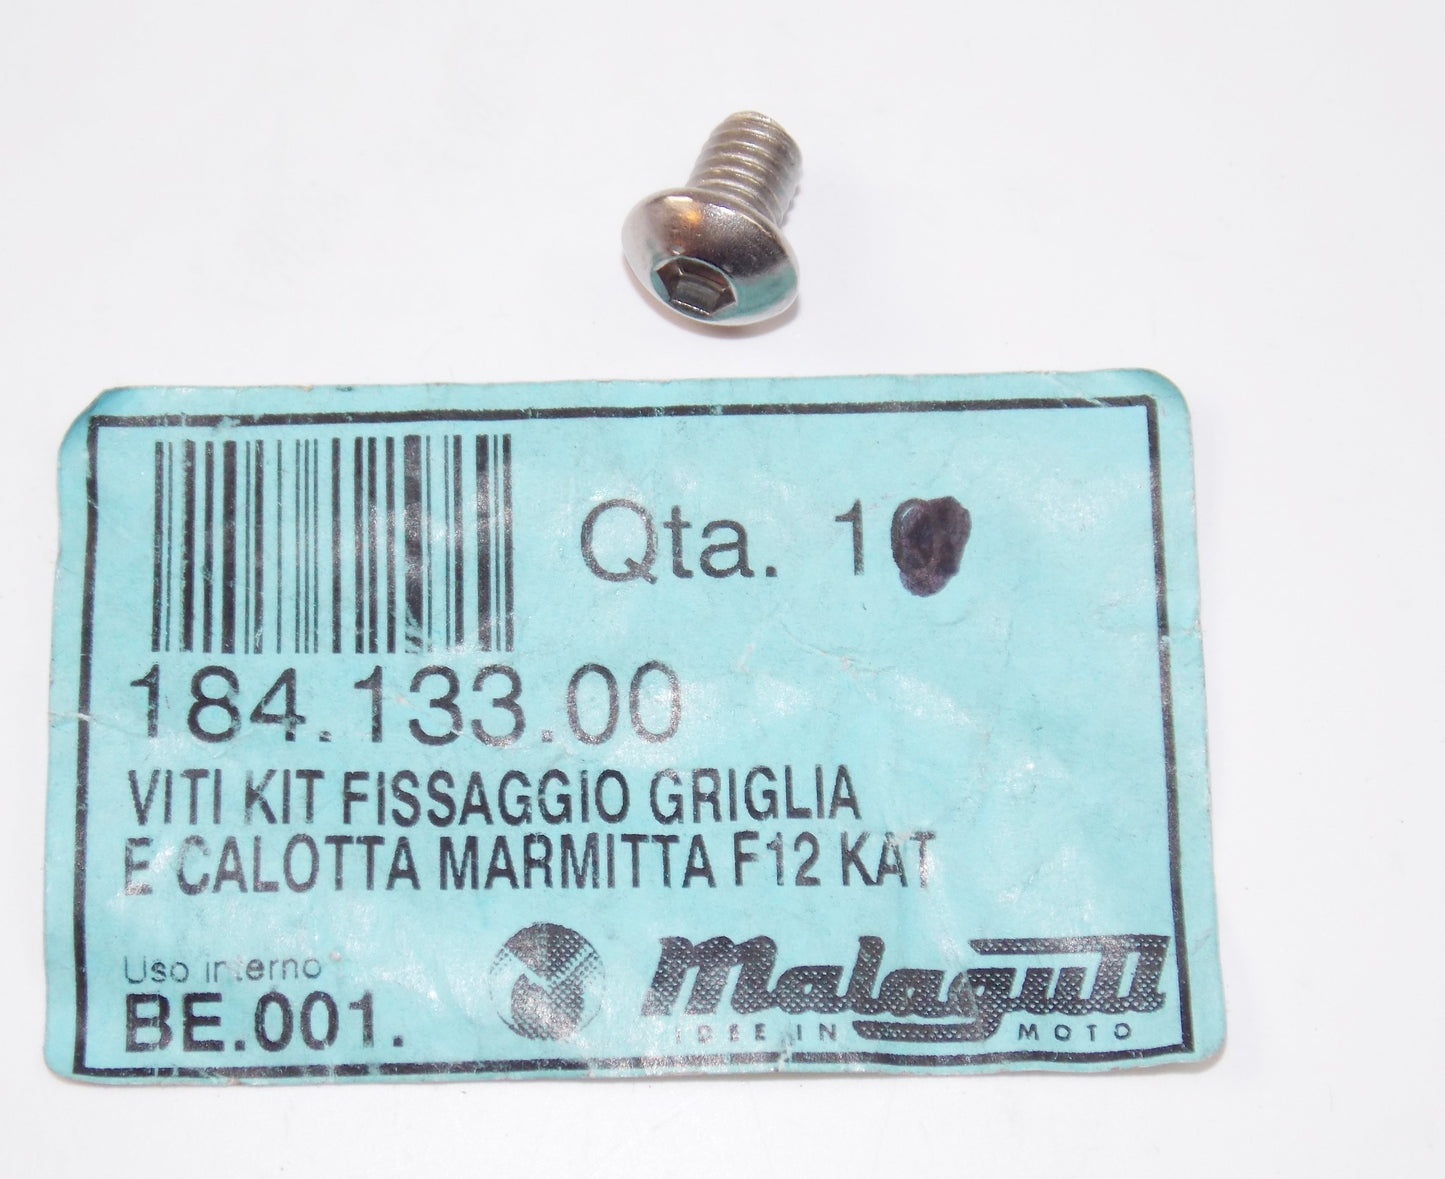 Qta. 1
184.133.00
VITI KIT FISSAGGIO GRIGLIA
E CALOTTA MARMITTA F12 KAT
Uso interno
BE.001.
Malaguti
IDEE IN MOTO